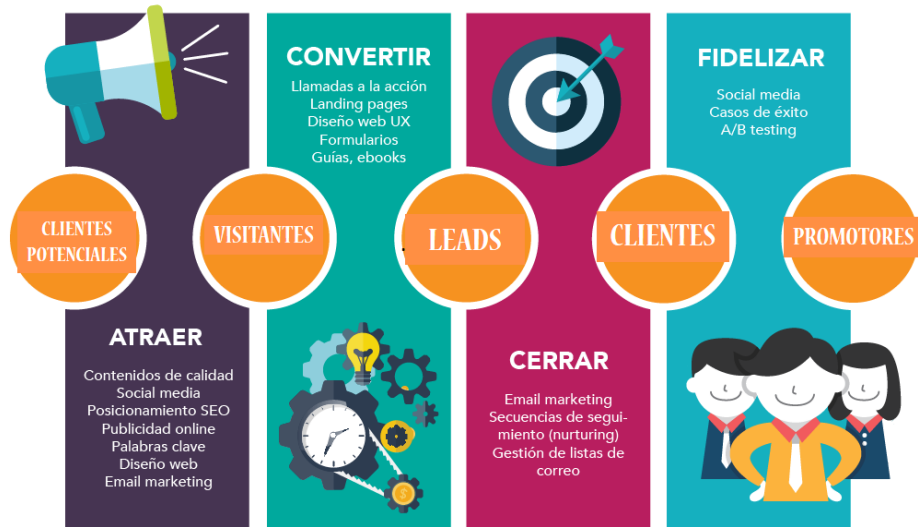 CONVERTIR
Llamadas a la acción
Landing pages
Diseño web UX
Formularios
Guías, ebooks
FIDELIZAR
Social media
Casos de éxito
A/B testing
CLIENTES
POTENCIALES
VISITANTES
LEADS
CLIENTES
PROMOTORES
ATRAER
Contenidos de calidad
Social media
Posicionamiento SEO
Publicidad online
Palabras clave
Diseño web
Email marketing
CERRAR
Email marketing
Secuencias de segui-
miento (nurturing)
Gestión de listas de
correo
$